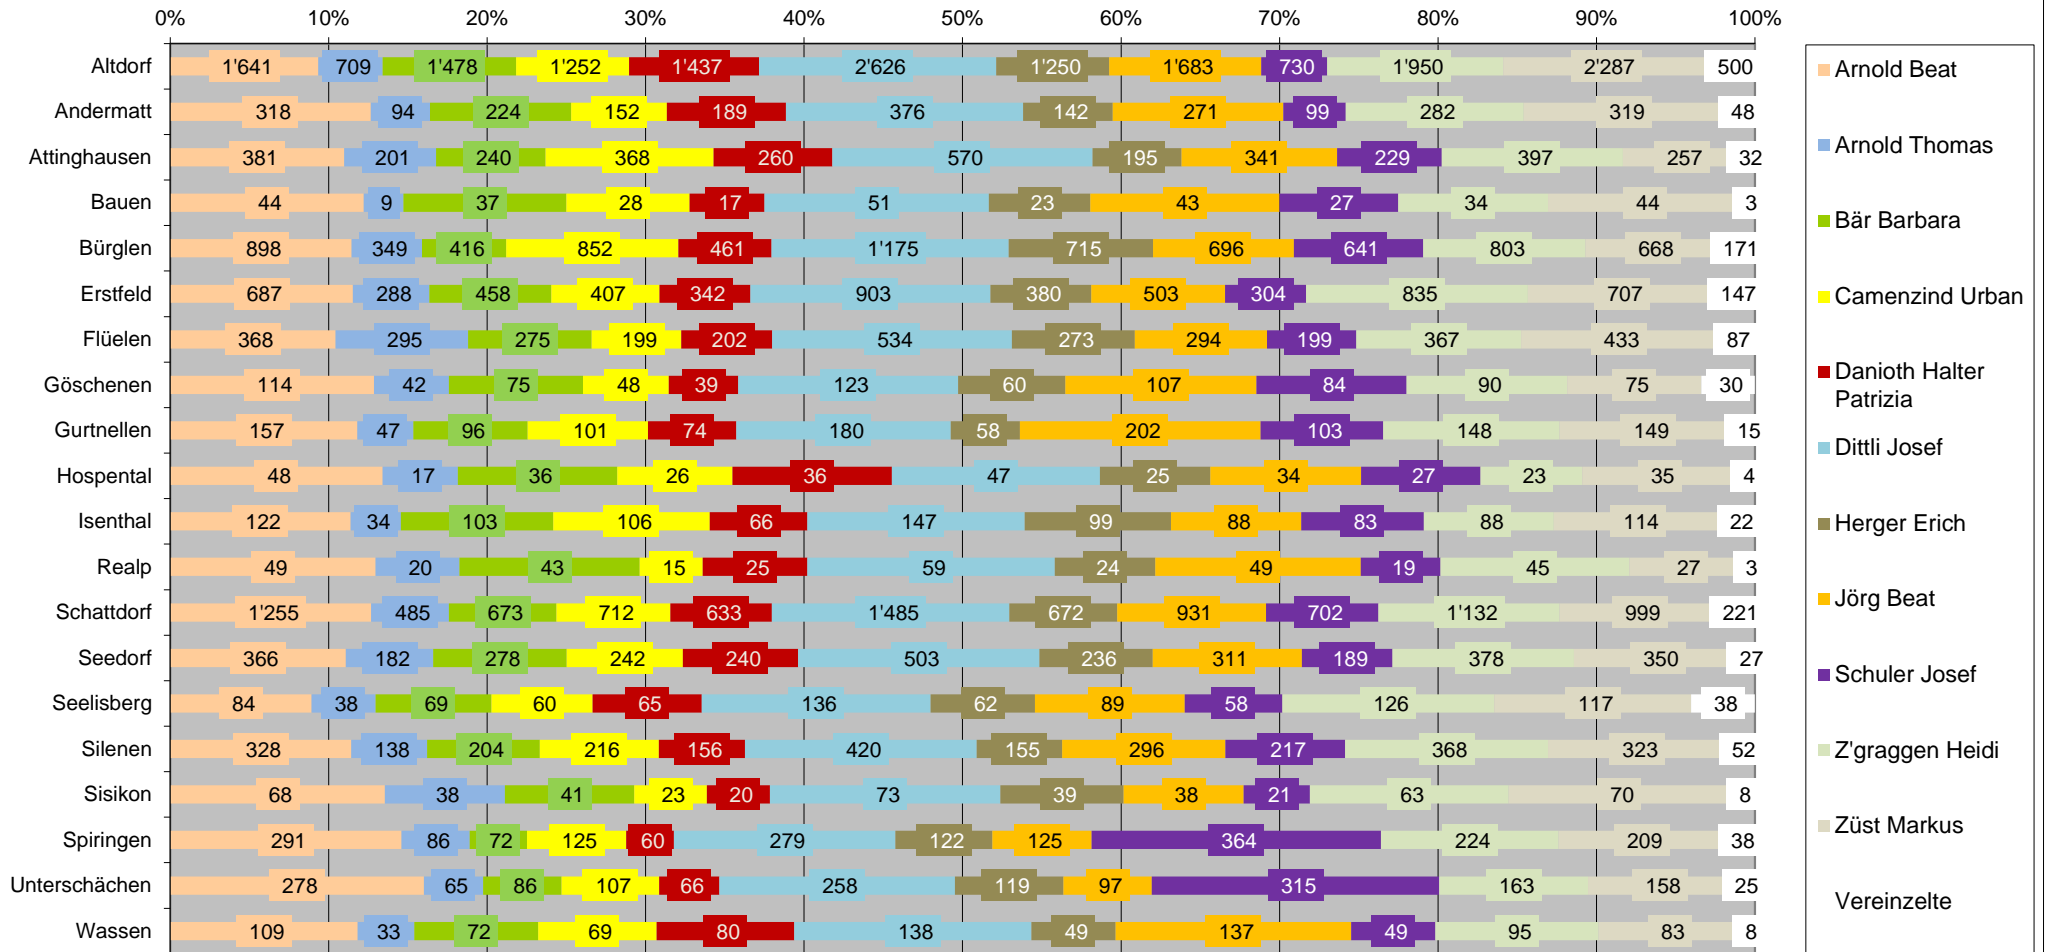 0% 10% 20% 30% 40% 50% 60% 70% 80% 90% 100%
Altdorf 1'641 709 1'478 1'252 1'437 2'626 1'250 1'683 730 1'950 2'287 500
Andermatt 318 94 224 152 189 376 142 271 99 282 319 48
Attinghausen 381 201 240 368 260 570 195 341 229 397 257 32
Bauen 44 9 37 28 17 51 23 43 27 34 44 3
Bürglen 898 349 416 852 461 1'175 715 696 641 803 668 171
Erstfeld 687 288 458 407 342 903 380 503 304 835 707 147
Flüelen 368 295 275 199 202 534 273 294 199 367 433 87
Göschenen 114 42 75 48 39 123 60 107 84 90 75 30
Gurtnellen 157 47 96 101 74 180 58 202 103 148 149 15
Hospental 48 17 36 26 36 47 25 34 27 23 35 4
Isenthal 122 34 103 106 66 147 99 88 83 88 114 22
Realp 49 20 43 15 25 59 24 49 19 45 27 3
Schattdorf 1'255 485 673 712 633 1'485 672 931 702 1'132 999 221
Seedorf 366 182 278 242 240 503 236 311 189 378 350 27
Seelisberg 84 38 69 60 65 136 62 89 58 126 117 38
Silenen 328 138 204 216 156 420 155 296 217 368 323 52
Sisikon 68 38 41 23 20 73 39 38 21 63 70 8
Spiringen 291 86 72 125 60 279 122 125 364 224 209 38
Unterschächen 278 65 86 107 66 258 119 97 315 163 158 25
Wassen 109 33 72 69 80 138 49 137 49 95 83 8
Arnold Beat
Arnold Thomas
Bär Barbara
Camenzind Urban
Danioth Halter
Patrizia
Dittli Josef
Herger Erich
Jörg Beat
Schuler Josef
Z'graggen Heidi
Züst Markus
Vereinzelte